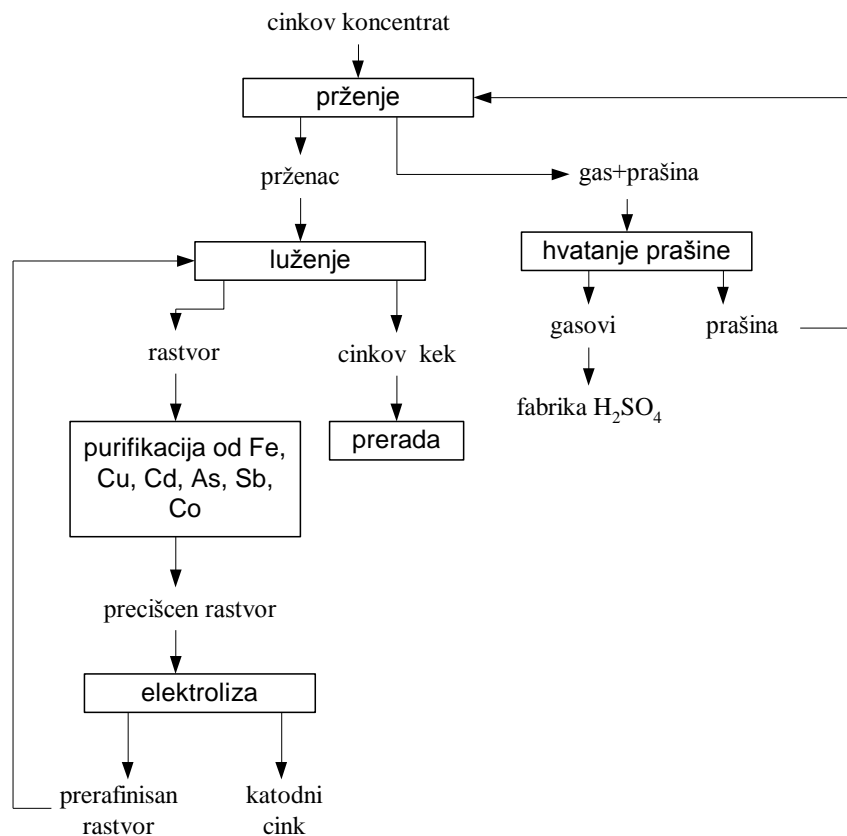 cinkov koncentrat
prženje
prženac
gas+prašina
luženje
hvatanje prašine
rastvor
cinkov kek
gasovi
prašina
fabrika H₂SO₄
purifikacija od Fe,
Cu, Cd, As, Sb,
Co
prerada
precišcen rastvor
elektroliza
prerafinisan
rastvor
katodni
cink